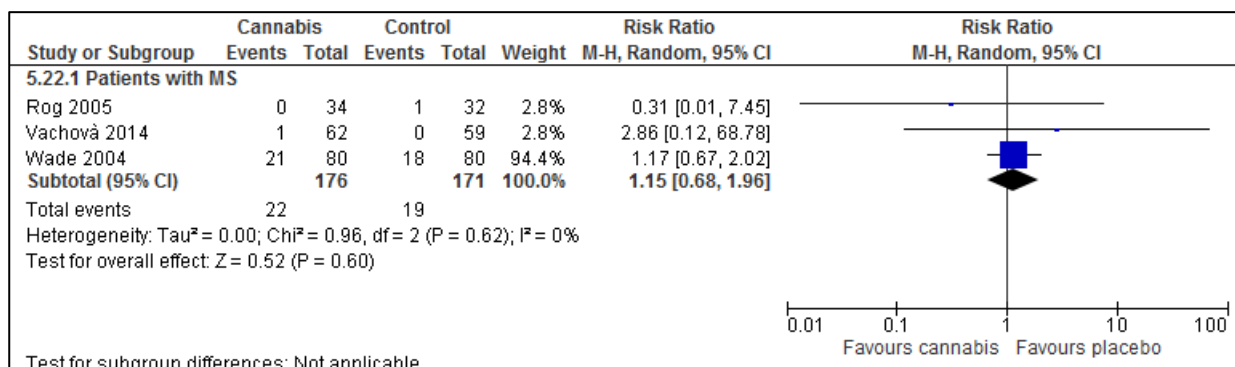 Cannabis Control Risk Ratio Risk Ratio
Study or Subgroup Events Total Events Total Weight M-H, Random, 95% CI M-H, Random, 95% CI
5.22.1 Patients with MS
Rog 2005 0 34 1 32 2.8% 0.31 [0.01, 7.45]
Vachovà 2014 1 62 0 59 2.8% 2.86 [0.12, 68.78]
Wade 2004 21 80 18 80 94.4% 1.17 [0.67, 2.02]
Subtotal (95% CI) 176 171 100.0% 1.15 [0.68, 1.96]
Total events 22 19
Heterogeneity: Tau² = 0.00; Chi² = 0.96, df = 2 (P = 0.62); I² = 0%
Test for overall effect: Z = 0.52 (P = 0.60)
0.01 0.1 1 10 100
Favours cannabis Favours placebo
Test for subgroup differences: Not applicable